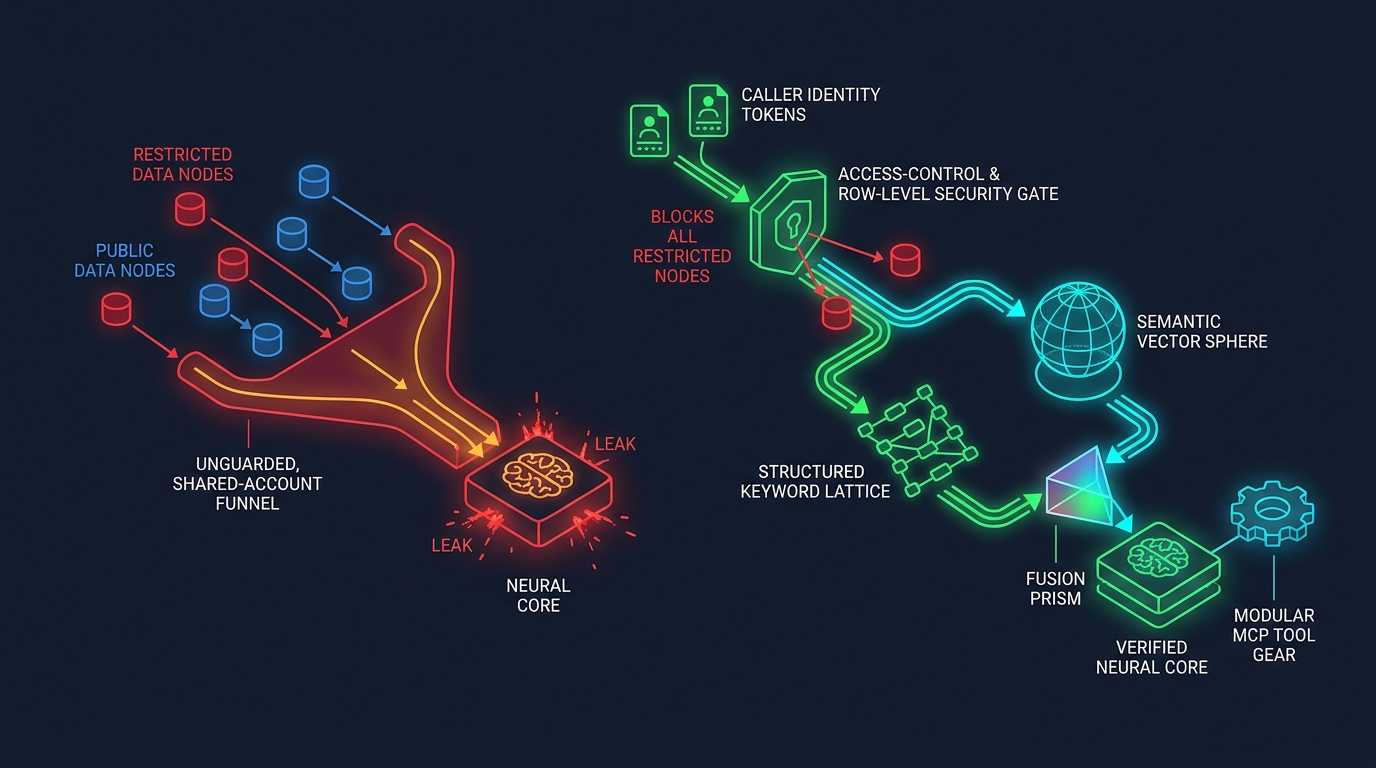 RESTRICTED
DATA NODES
PUBLIC
DATA NODES
UNGUARDED,
SHARED-ACCOUNT
FUNNEL
LEAK
LEAK
NEURAL
CORE
CALLER IDENTITY
TOKENS
ACCESS-CONTROL &
ROW-LEVEL SECURITY GATE
BLOCKS
ALL
RESTRICTED
NODES
SEMANTIC
VECTOR SPHERE
STRUCTURED
KEYWORD LATTICE
FUSION
PRISM
VERIFIED
NEURAL CORE
MODULAR
MCP TOOL
GEAR